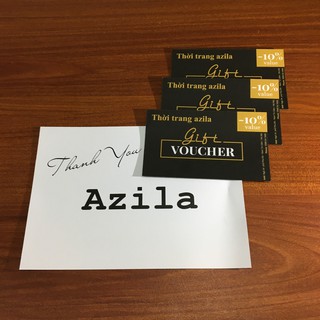 Thời trang azila
-10%
value
Gift
Thời trang azila
-10%
value
Gift
Thời trang azila
-10%
value
Gift
VOUCHER
Thank You
Azila